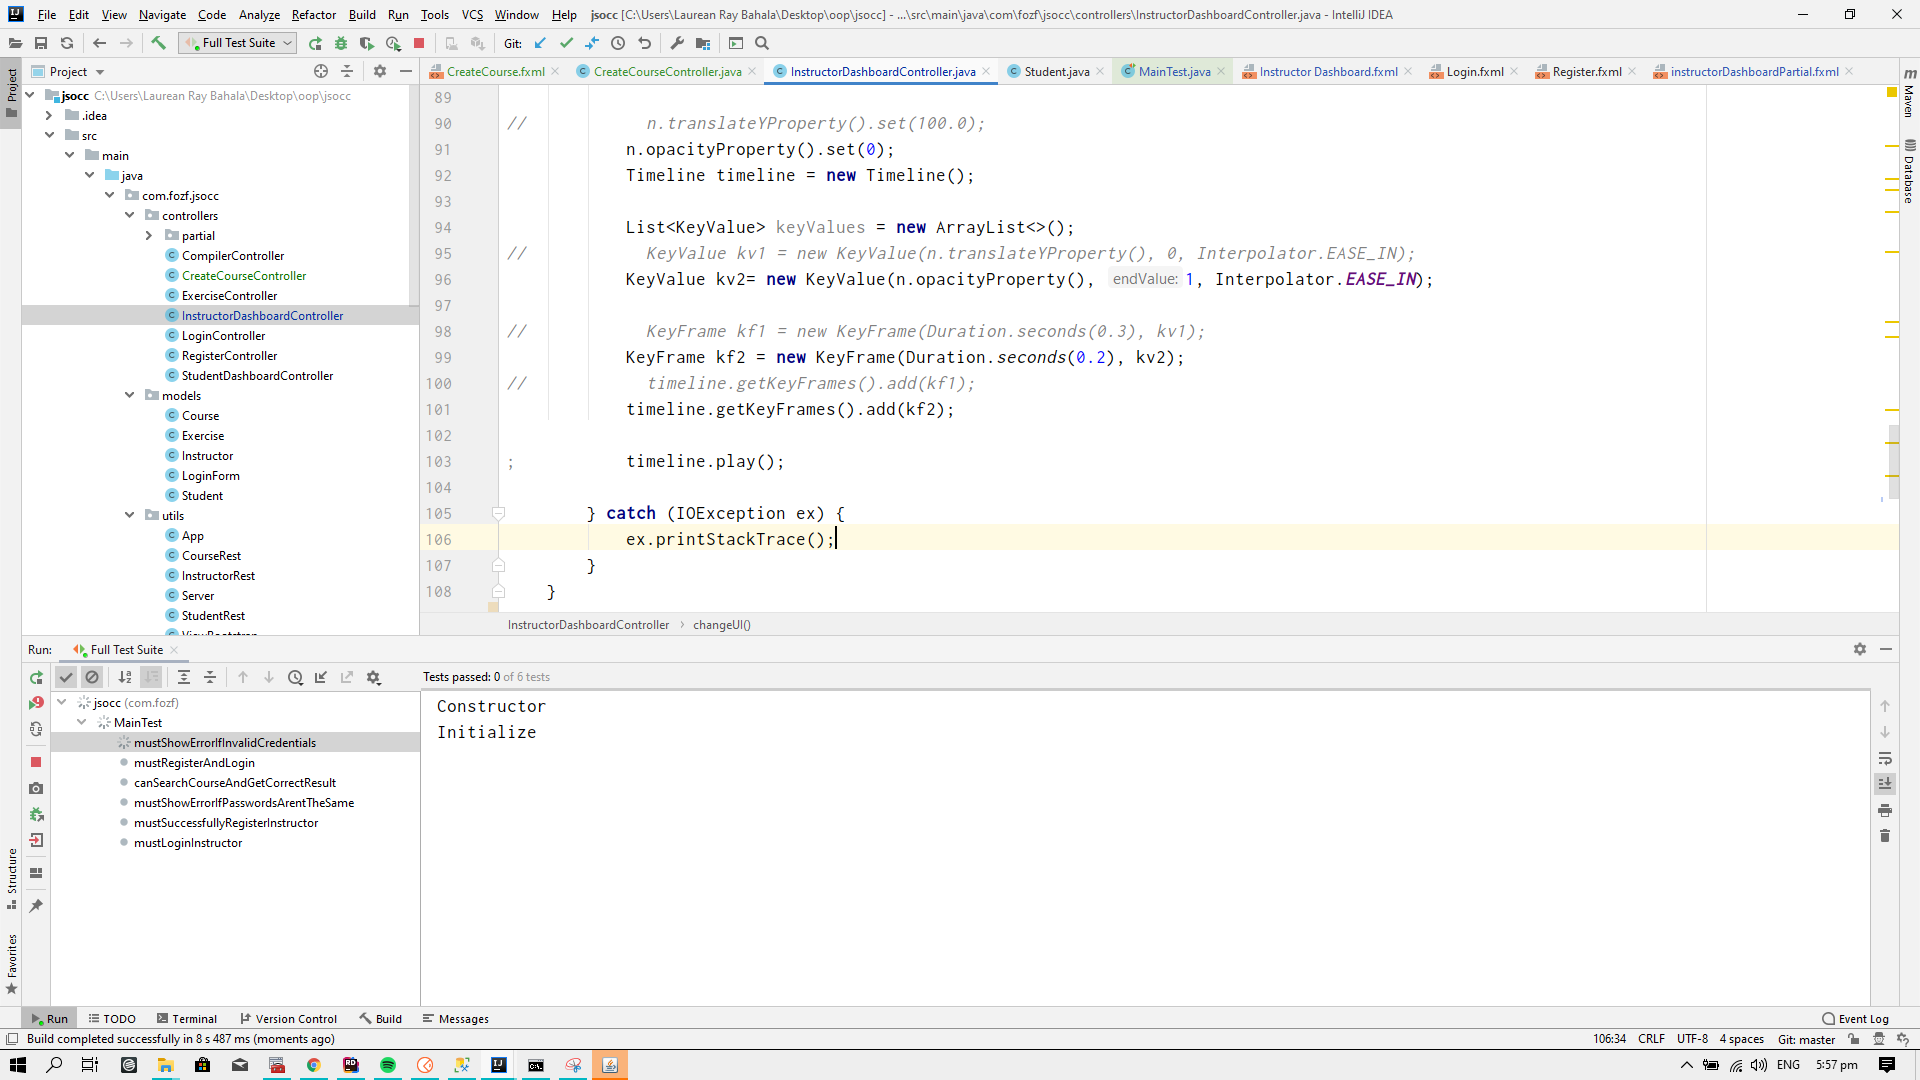 File Edit View Navigate Code Analyze Refactor Build Run Tools VCS Window Help jsocc [C:\Users\Laurean Ray Bahala\Desktop\oop\jsocc] - ...\src\main\java\com\fozf\jsocc\controllers\InstructorDashboardController.java - IntelliJ IDEA
Full Test Suite Git:
Project
CreateCourse.fxml CreateCourseController.java InstructorDashboardController.java Student.java MainTest.java Instructor Dashboard.fxml Login.fxml Register.fxml instructorDashboardPartial.fxml
jsocc C:\Users\Laurean Ray Bahala\Desktop\oop\jsocc
.idea
src
main
java
com.fozf.jsocc
controllers
partial
CompilerController
CreateCourseController
ExerciseController
InstructorDashboardController
LoginController
RegisterController
StudentDashboardController
models
Course
Exercise
Instructor
LoginForm
Student
utils
App
CourseRest
InstructorRest
Server
StudentRest
89
90 // n.translateYProperty().set(100.0);
91 n.opacityProperty().set(0);
92 Timeline timeline = new Timeline();
93
94 List<KeyValue> keyValues = new ArrayList<>();
95 // KeyValue kv1 = new KeyValue(n.translateYProperty(), 0, Interpolator.EASE_IN);
96 KeyValue kv2= new KeyValue(n.opacityProperty(), endValue: 1, Interpolator.EASE_IN);
97
98 // KeyFrame kf1 = new KeyFrame(Duration.seconds(0.3), kv1);
99 KeyFrame kf2 = new KeyFrame(Duration.seconds(0.2), kv2);
100 // timeline.getKeyFrames().add(kf1);
101 timeline.getKeyFrames().add(kf2);
102
103 ; timeline.play();
104
105 } catch (IOException ex) {
106 ex.printStackTrace();
107 }
108 }
InstructorDashboardController › changeUI()
Project
Structure
Favorites
Maven
Database
Run: Full Test Suite
Tests passed: 0 of 6 tests
jsocc (com.fozf)
MainTest
mustShowErrorIfInvalidCredentials
mustRegisterAndLogin
canSearchCourseAndGetCorrectResult
mustShowErrorIfPasswordsArentTheSame
mustSuccessfullyRegisterInstructor
mustLoginInstructor
Constructor
Initialize
Run TODO Terminal Version Control Build Messages Event Log
Build completed successfully in 8 s 487 ms (moments ago) 106:34 CRLF UTF-8 4 spaces Git: master
ENG 5:57 pm